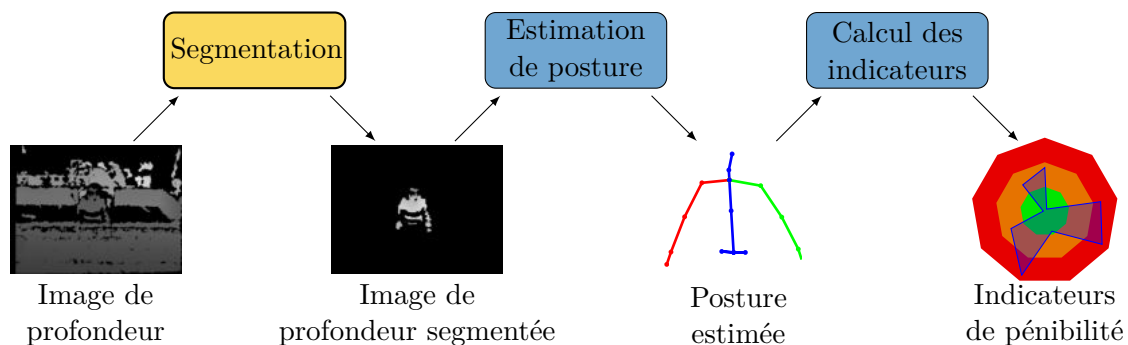 Segmentation
Estimation
de posture
Calcul des
indicateurs
Image de
profondeur
Image de
profondeur segmentée
Posture
estimée
Indicateurs
de pénibilité